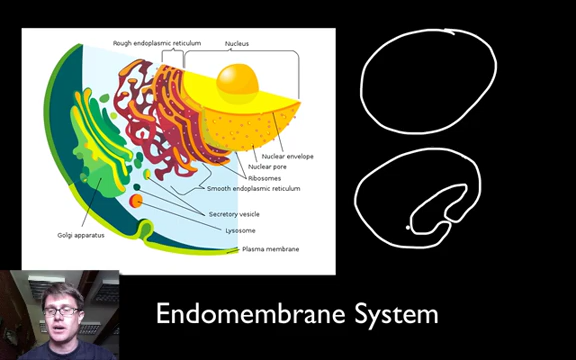 Rough endoplasmic reticulum
Nucleus
Nuclear envelope
Nuclear pore
Ribosomes
Smooth endoplasmic reticulum
Secretory vesicle
Lysosome
Golgi apparatus
Plasma membrane
Endomembrane System